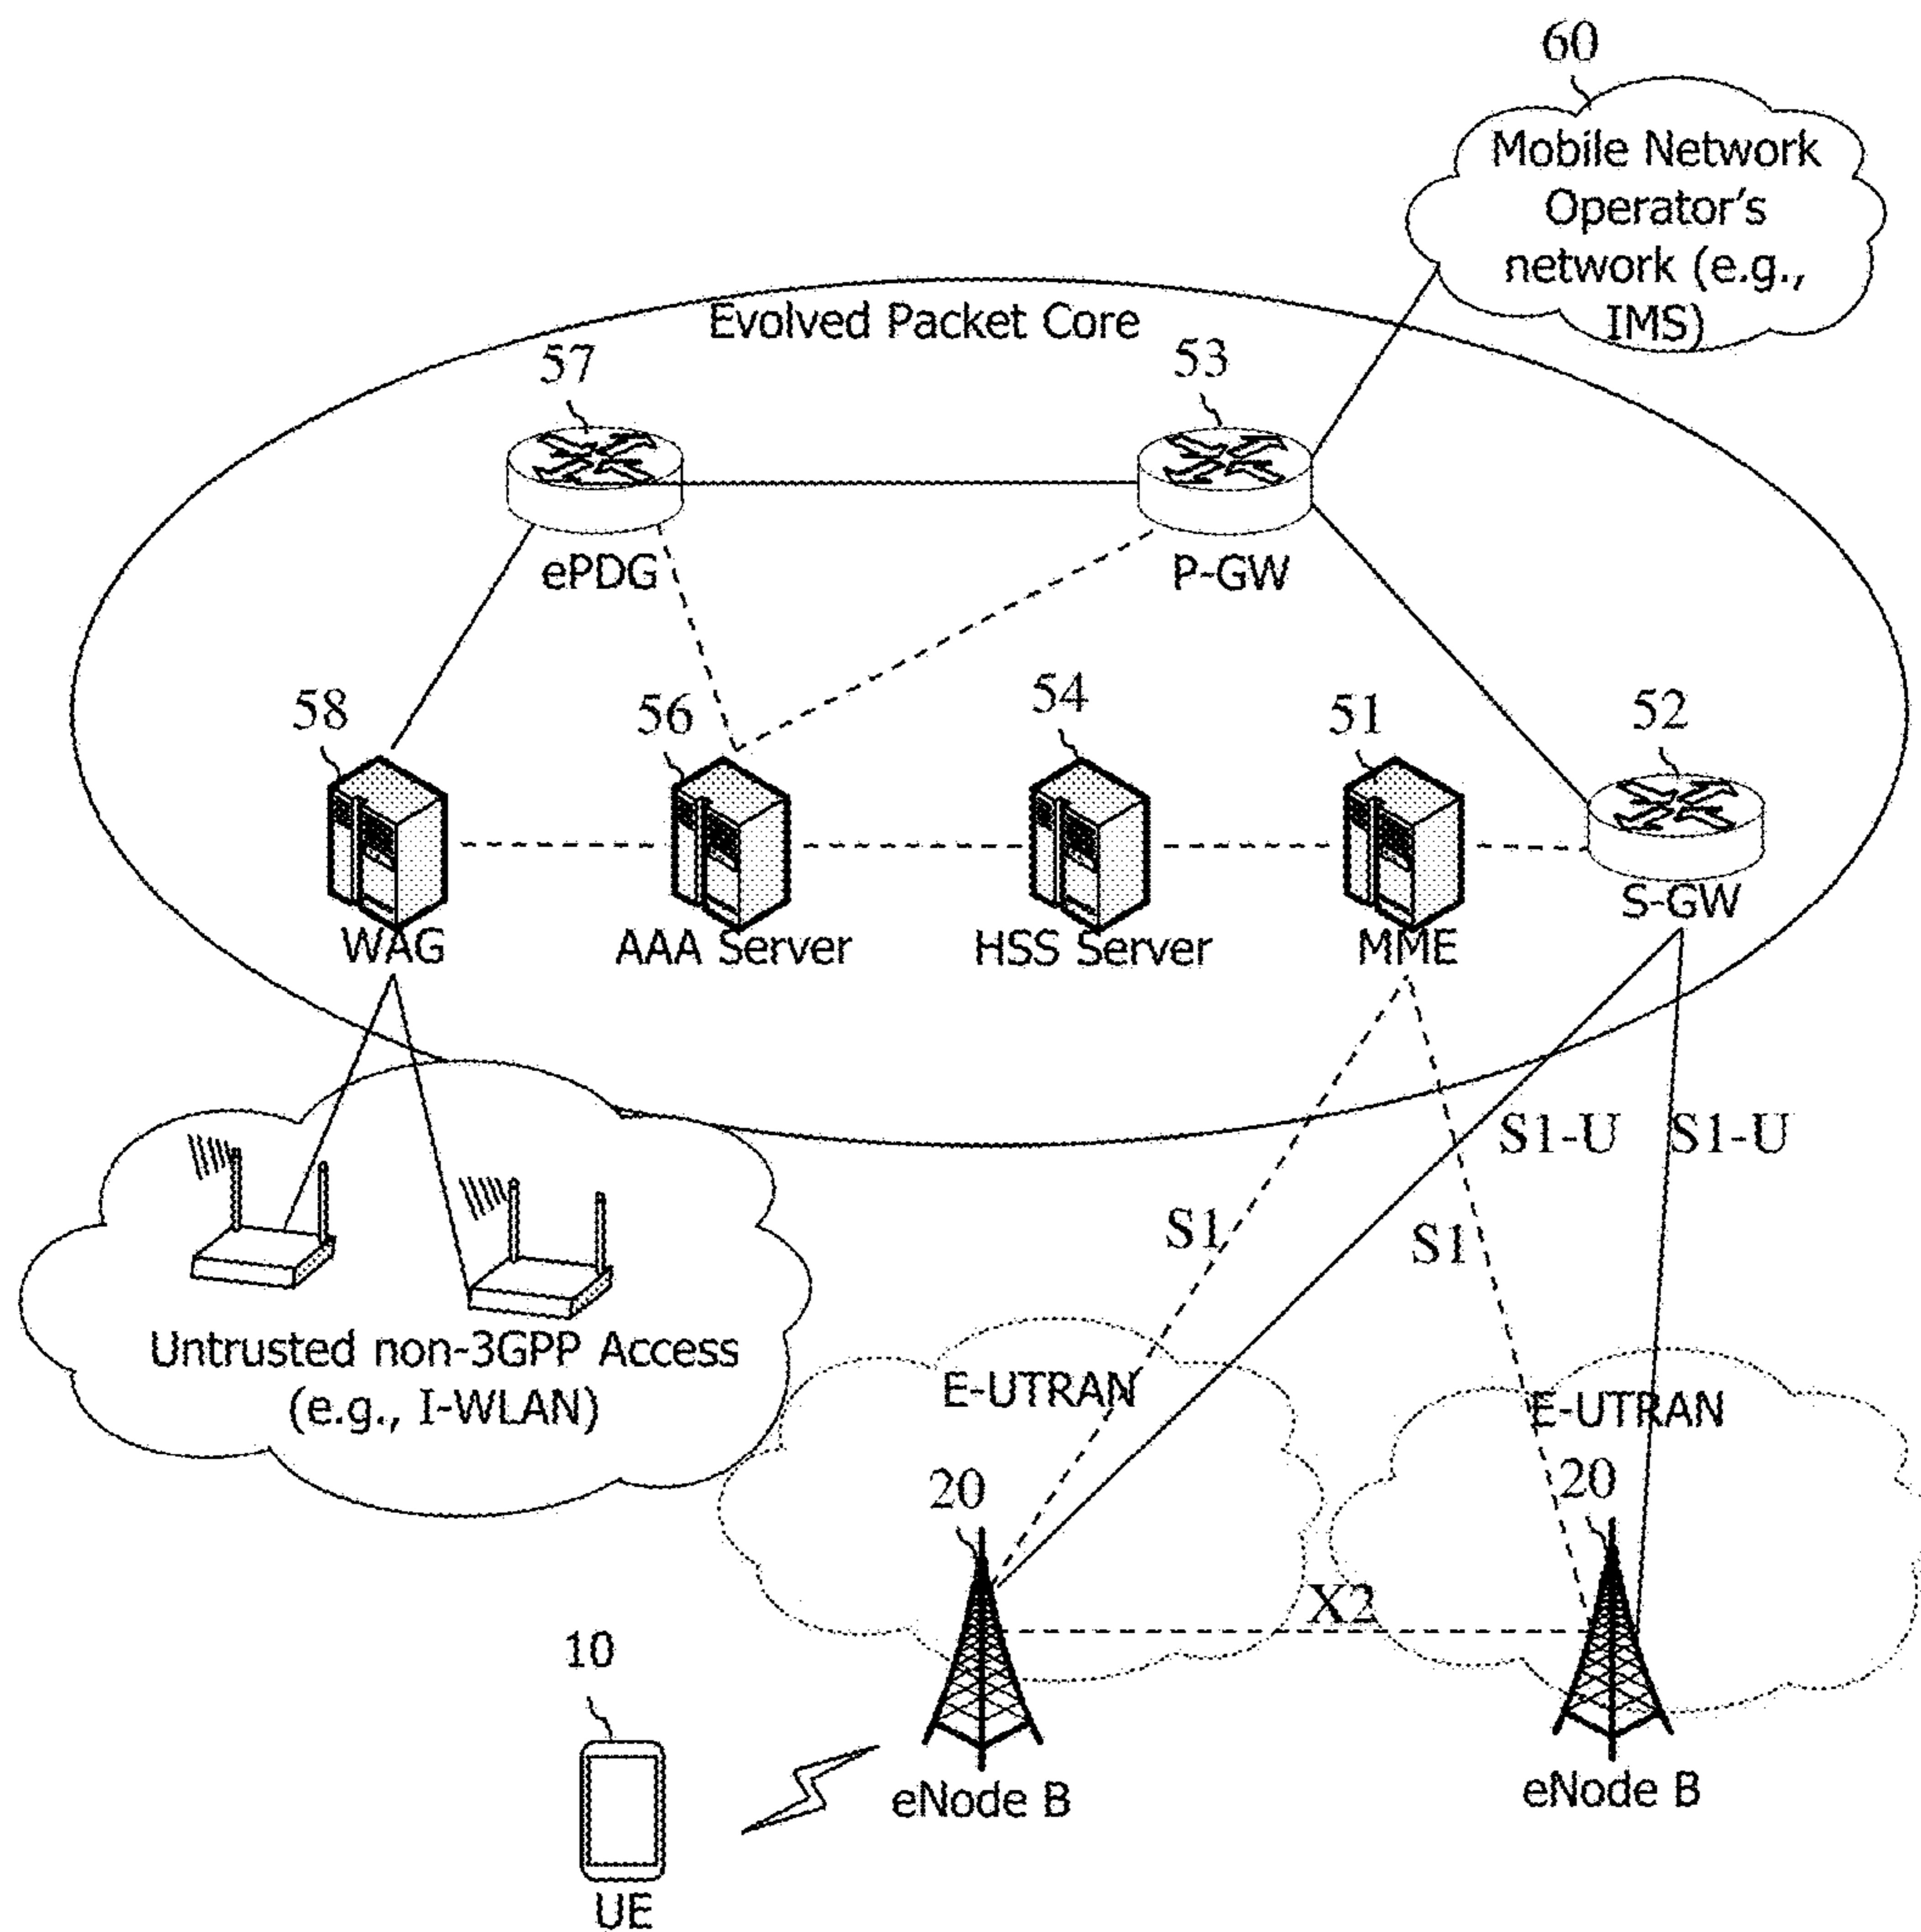 60
Mobile Network
Operator's
network (e.g.,
IMS)
Evolved Packet Core
57
53
ePDG
P-GW
58
56
54
51
52
WAG
AAA Server
HSS Server
MME
S-GW
S1-U
S1-U
S1
S1
Untrusted non-3GPP Access
(e.g., I-WLAN)
E-UTRAN
E-UTRAN
20
20
X2
10
eNode B
eNode B
UE